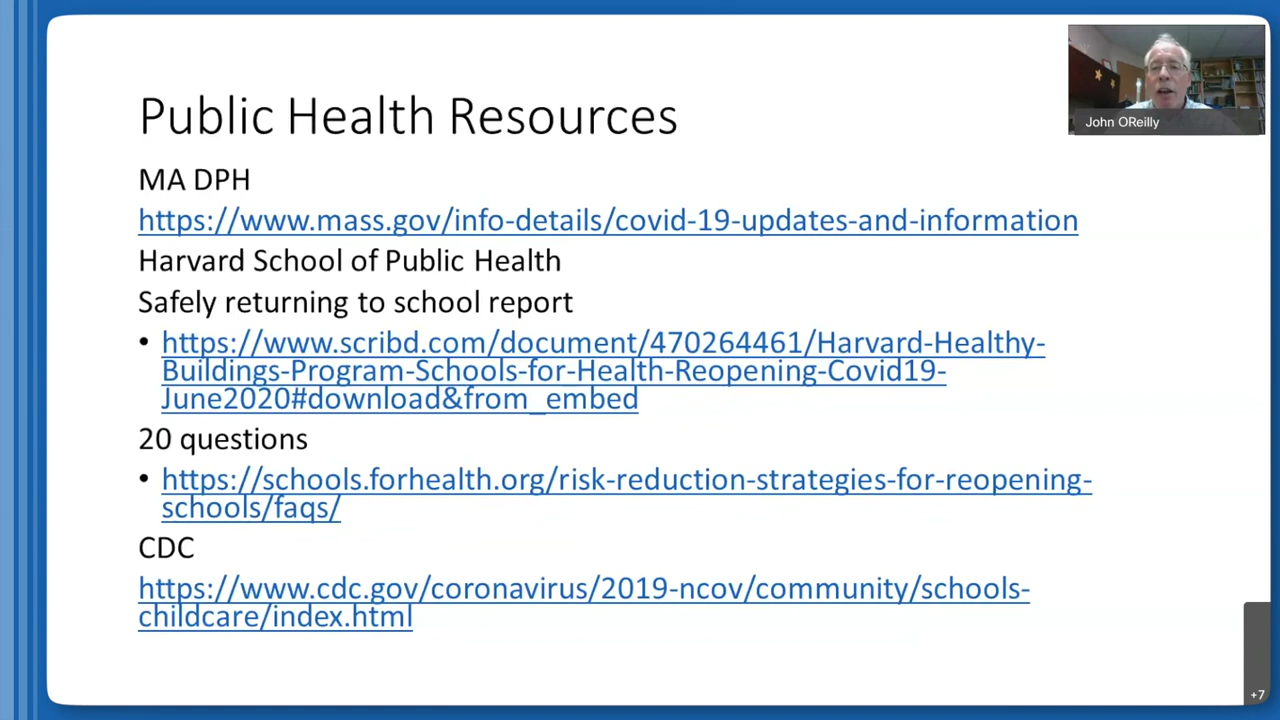 Public Health Resources
John OReilly
MA DPH
https://www.mass.gov/info-details/covid-19-updates-and-information
Harvard School of Public Health
Safely returning to school report
• https://www.scribd.com/document/470264461/Harvard-Healthy-
Buildings-Program-Schools-for-Health-Reopening-Covid19-
June2020#download&from_embed
20 questions
• https://schools.forhealth.org/risk-reduction-strategies-for-reopening-
schools/faqs/
CDC
https://www.cdc.gov/coronavirus/2019-ncov/community/schools-
childcare/index.html
+7